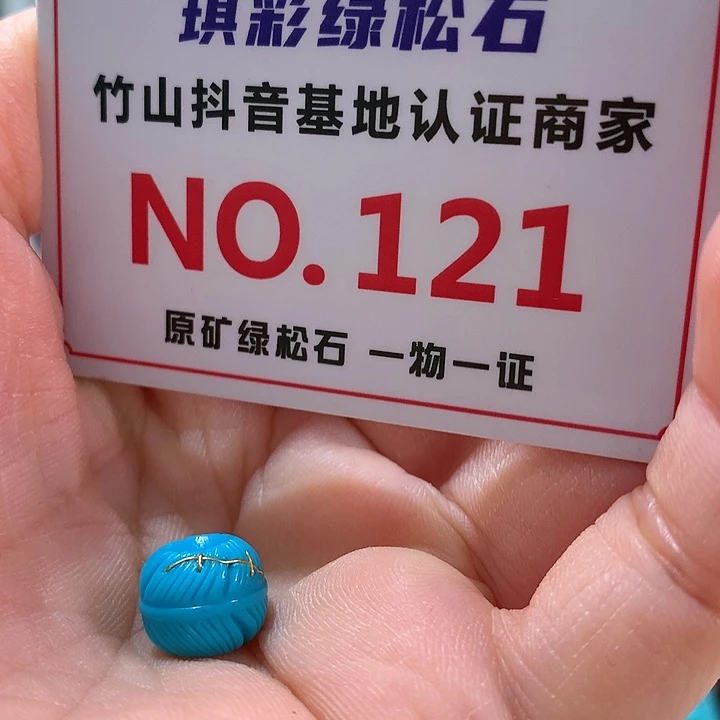 琪彩绿松石
竹山抖音基地认证商家
NO.121
原矿绿松石 一物一证